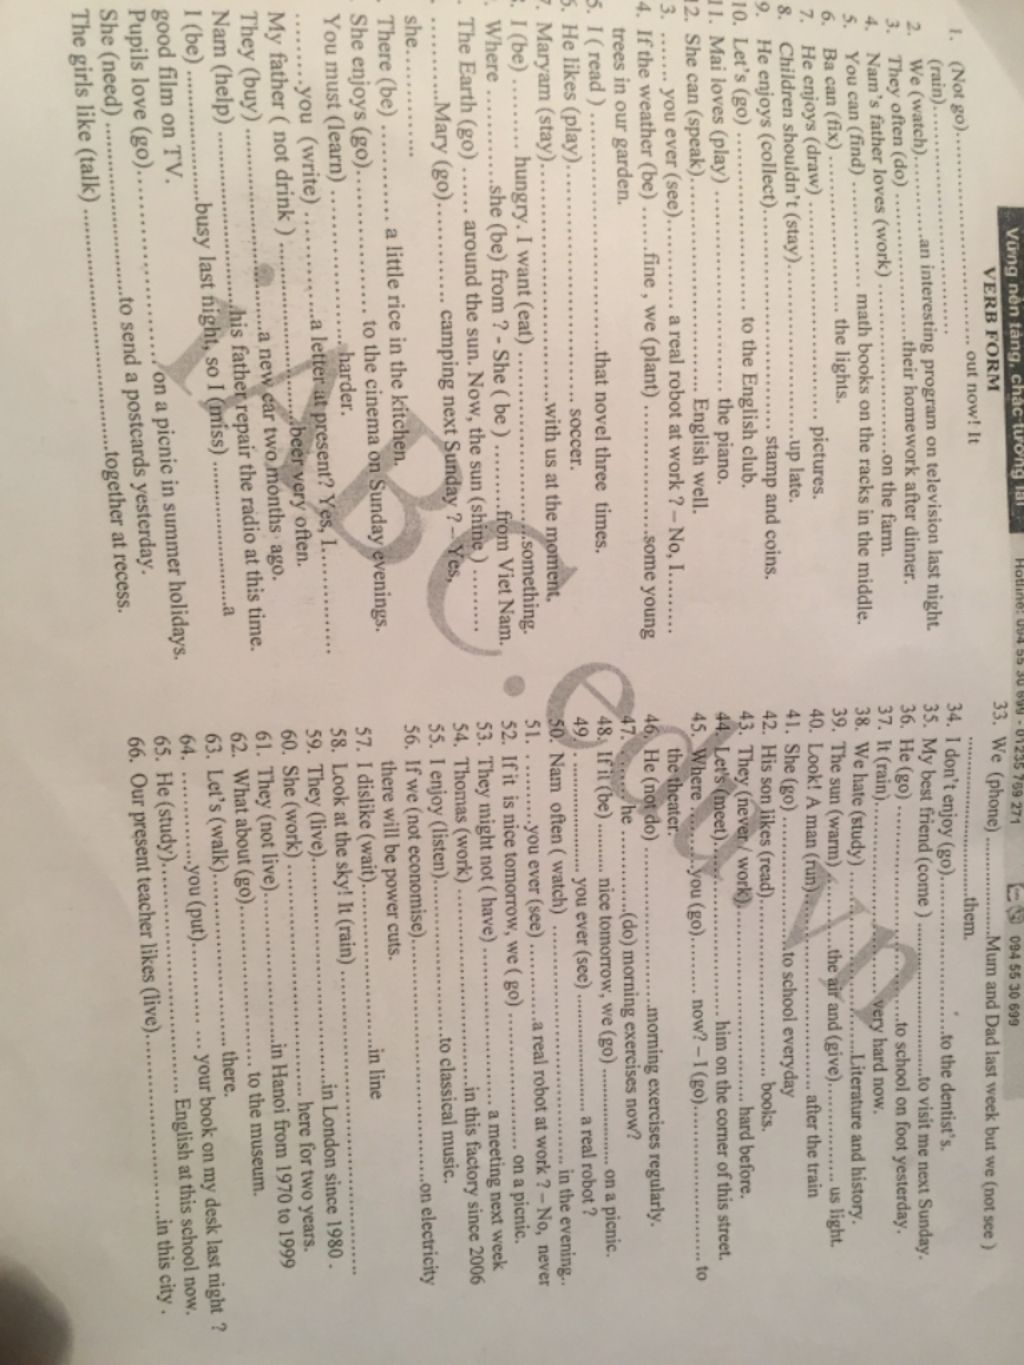 Vững nền tảng, chắc tương lai
Hotline: 094 55 30 699 - 01235 769 271
094 55 30 699
VERB FORM
1. (Not go)........................ out now! It
(rain)........................
2. We (watch)..........an interesting program on television last night.
3. They often (do) ..............their homework after dinner.
4. Nam's father loves (work) ........................on the farm.
5. You can (find) ............ math books on the racks in the middle.
6. Ba can (fix) .................. the lights.
7. He enjoys (draw) ........................ pictures.
8. Children shouldn't (stay)........................up late.
9. He enjoys (collect)........................ stamp and coins.
10. Let's (go) .................. to the English club.
11. Mai loves (play) ........................ the piano.
12. She can (speak)........................ English well.
3. ....... you ever (see)......... a real robot at work ? – No, I.......
4. If the weather (be) .....fine , we (plant) ...............some young
trees in our garden.
5. I ( read ) ........................that novel three times.
6. He likes (play)........................ soccer.
7. Maryam (stay)........................with us at the moment.
I (be) ........ hungry. I want (eat) ..................something.
Where ............she (be) from ? - She ( be ) ........from Viet Nam.
The Earth (go) ..... around the sun. Now, the sun (shine ) ........
.........Mary (go)............ camping next Sunday ? – Yes,
she............
There (be) ......... a little rice in the kitchen.
She enjoys (go)............ to the cinema on Sunday evenings.
You must (learn) .................. harder.
.......you (write) ............a letter at present? Yes, I............
My father ( not drink ) ........................beer very often.
They (buy) ........................a new car two months ago.
Nam (help) ........................his father repair the radio at this time.
I (be) ..................busy last night, so I (miss) ..................a
good film on TV.
Pupils love (go)........................on a picnic in summer holidays.
She (need) ........................to send a postcards yesterday.
The girls like (talk) ........................together at recess.
33. We (phone) ..................Mum and Dad last week but we (not see )
........................them.
34. I don't enjoy (go)........................to the dentist's.
35. My best friend (come ) ........................to visit me next Sunday.
36. He (go) ........................to school on foot yesterday.
37. It (rain)........................ very hard now.
38. We hate (study) ........................Literature and history.
39. The sun (warm) ............the air and (give)............ us light.
40. Look! A man (run)........................ after the train
41. She (go) ........................to school everyday
42. His son likes (read)........................ books.
43. They (never / work)........................ hard before.
44. Let's (meet)........................ him on the corner of this street.
45. Where ..........you (go)......... now? – I (go)........................ to
the theater.
46. He (not do) ........................morning exercises regularly.
47. ...... he ..........(do) morning exercises now?
48. If it (be) .......... nice tomorrow, we (go) .................. on a picnic.
49. .................. you ever (see) .................. a real robot ?
50. Nam often ( watch) ........................ in the evening..
51. .........you ever (see) ..........a real robot at work ? – No, never
52. If it is nice tomorrow, we ( go) .................. on a picnic.
53. They might not ( have) .................. a meeting next week
54. Thomas (work) ........................in this factory since 2006
55. I enjoy (listen)........................to classical music.
56. If we (not economise)........................on electricity
there will be power cuts.
57. I dislike (wait)........................in line
58. Look at the sky! It (rain) ........................
59. They (live)........................in London since 1980 .
60. She (work) ........................ here for two years.
61. They (not live)........................in Hanoi from 1970 to 1999
62. What about (go)........................ to the museum.
63. Let's (walk)........................ there.
64. ............you (put)............ your book on my desk last night ?
65. He (study)........................ English at this school now.
66. Our present teacher likes (live)........................in this city .
ABC.edu.vn